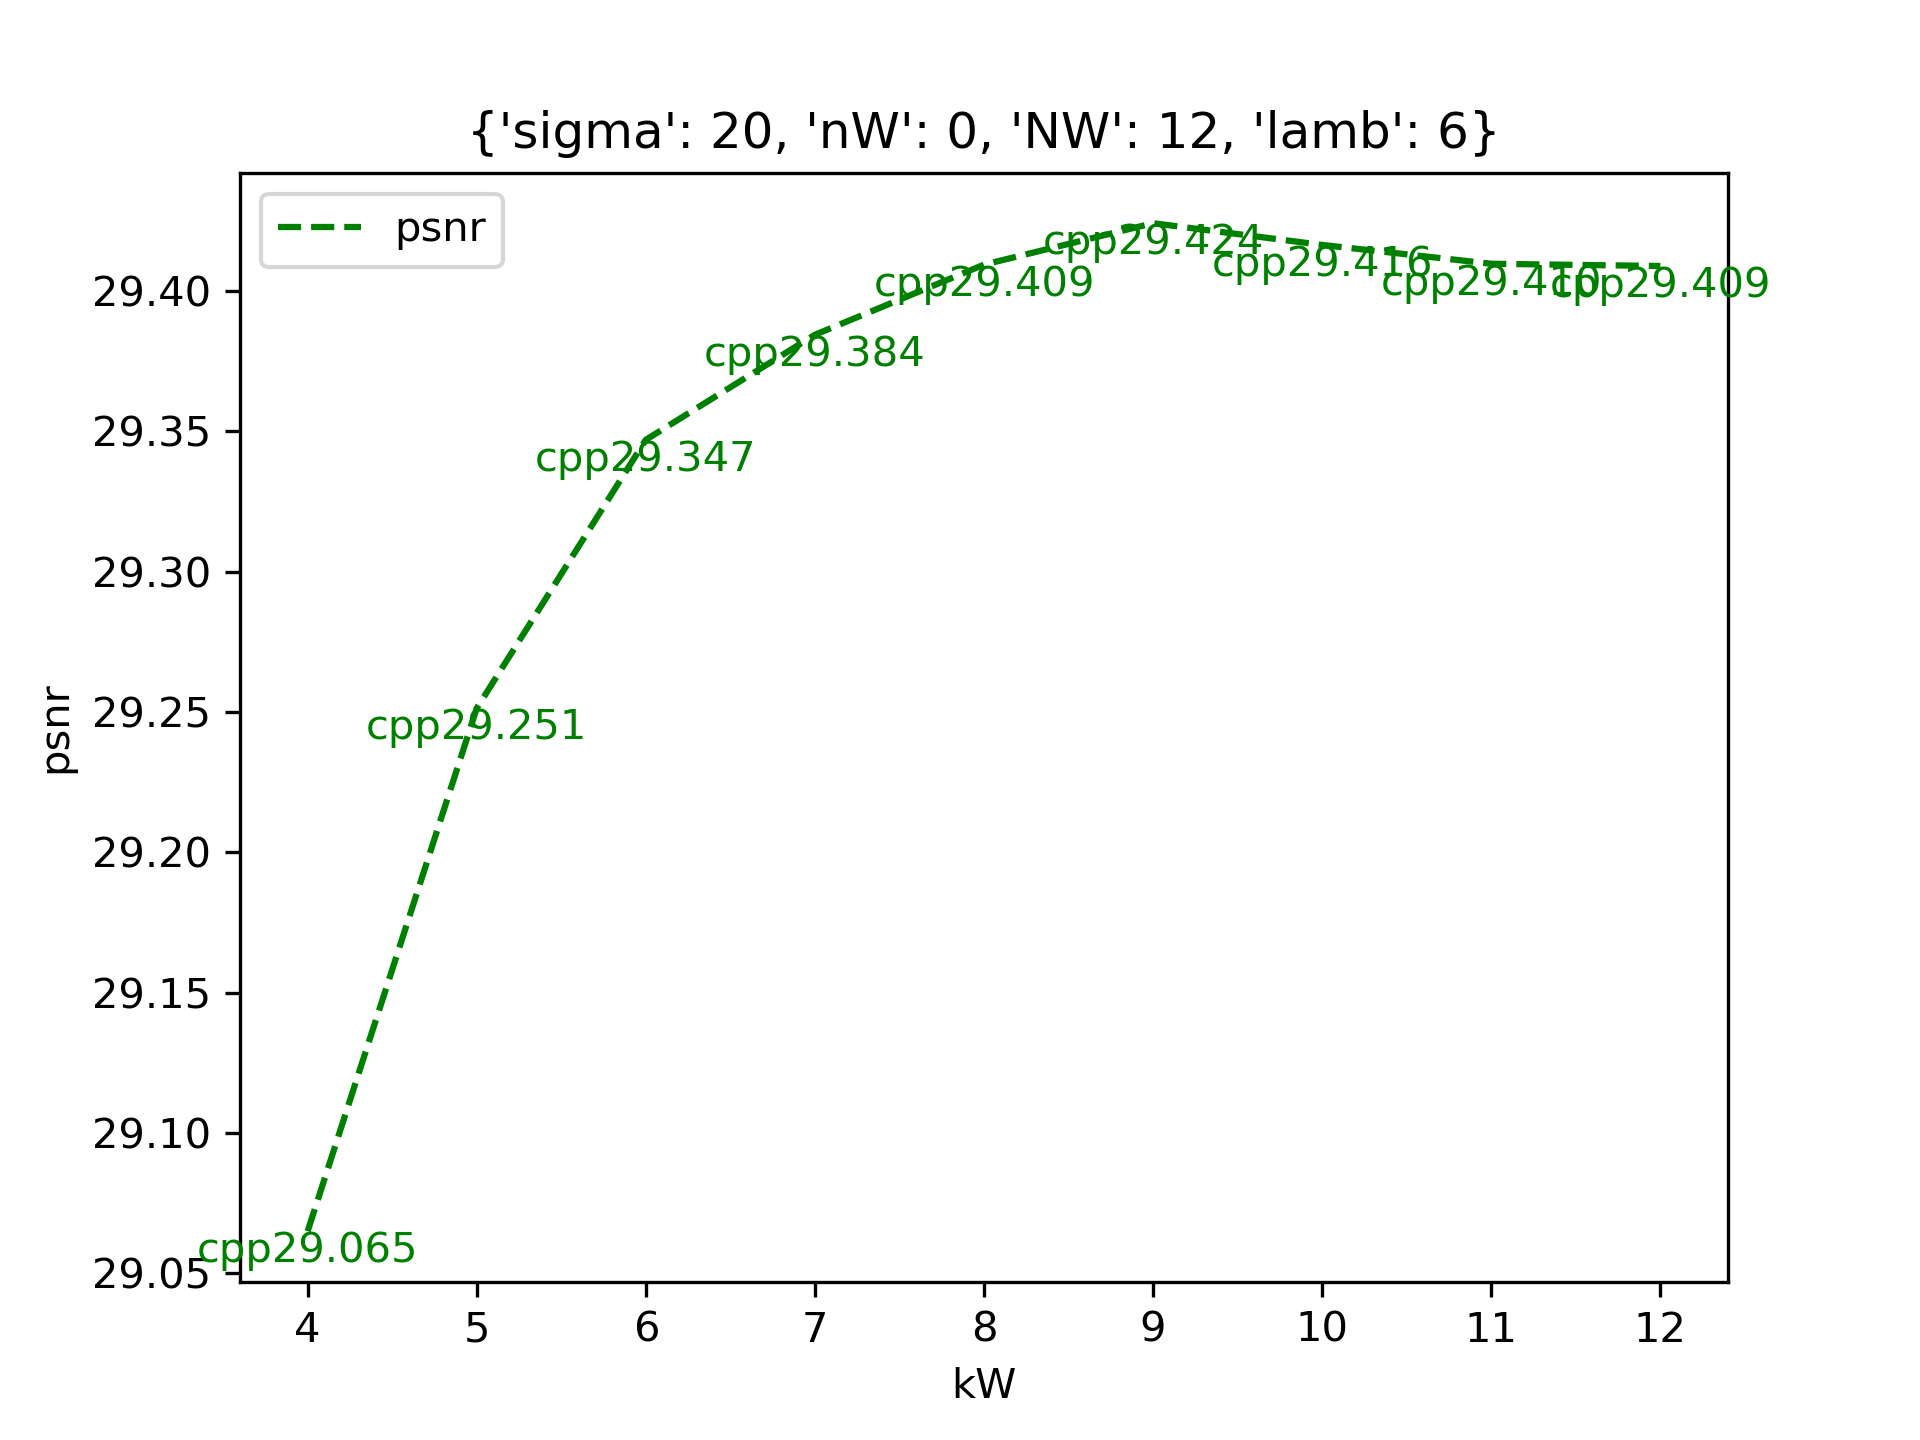 {'sigma': 20, 'nW': 0, 'NW': 12, 'lamb': 6}
psnr
cpp29.424
cpp29.416
cpp29.409
cpp29.410
cpp29.409
cpp29.384
cpp29.347
cpp29.251
cpp29.065
29.40
29.35
29.30
29.25
29.20
29.15
29.10
29.05
psnr
4 5 6 7 8 9 10 11 12
kW